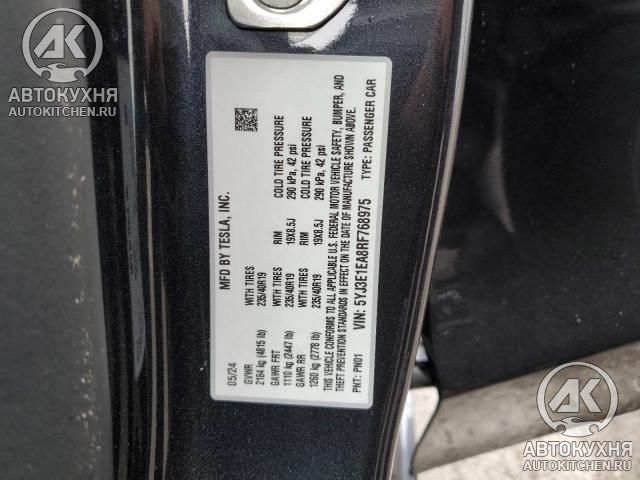 AK
АВТОКУХНЯ
AUTOKITCHEN.RU
MFD BY TESLA, INC.
05/24
GVWR
2184 kg (4815 lb)
GAWR FRT WITH TIRES RIM COLD TIRE PRESSURE
1110 kg (2447 lb) 235/40R19 19X8.5J 290 kPa, 42 psi
GAWR RR WITH TIRES RIM COLD TIRE PRESSURE
1260 kg (2778 lb) 235/40R19 19X8.5J 290 kPa, 42 psi
THIS VEHICLE CONFORMS TO ALL APPLICABLE U.S. FEDERAL MOTOR VEHICLE SAFETY, BUMPER, AND
THEFT PREVENTION STANDARDS IN EFFECT ON THE DATE OF MANUFACTURE SHOWN ABOVE.
VIN: 5YJ3E1EA8RF768975
PNT: PN01 TYPE: PASSENGER CAR
AK
АВТОКУХНЯ
AUTOKITCHEN.RU